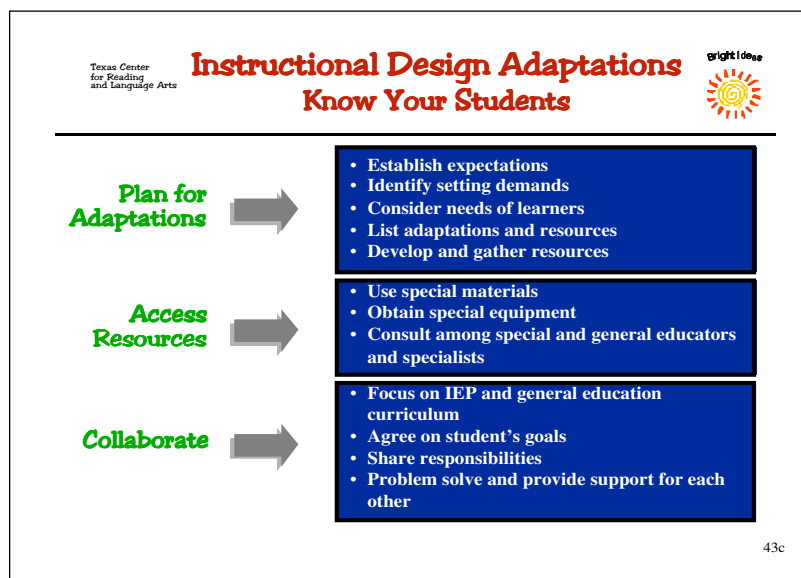 Texas Center
for Reading
and Language Arts
Instructional Design Adaptations
Know Your Students
Bright Ideas
Plan for
Adaptations
• Establish expectations
• Identify setting demands
• Consider needs of learners
• List adaptations and resources
• Develop and gather resources
Access
Resources
• Use special materials
• Obtain special equipment
• Consult among special and general educators
and specialists
Collaborate
• Focus on IEP and general education
curriculum
• Agree on student’s goals
• Share responsibilities
• Problem solve and provide support for each
other
43c